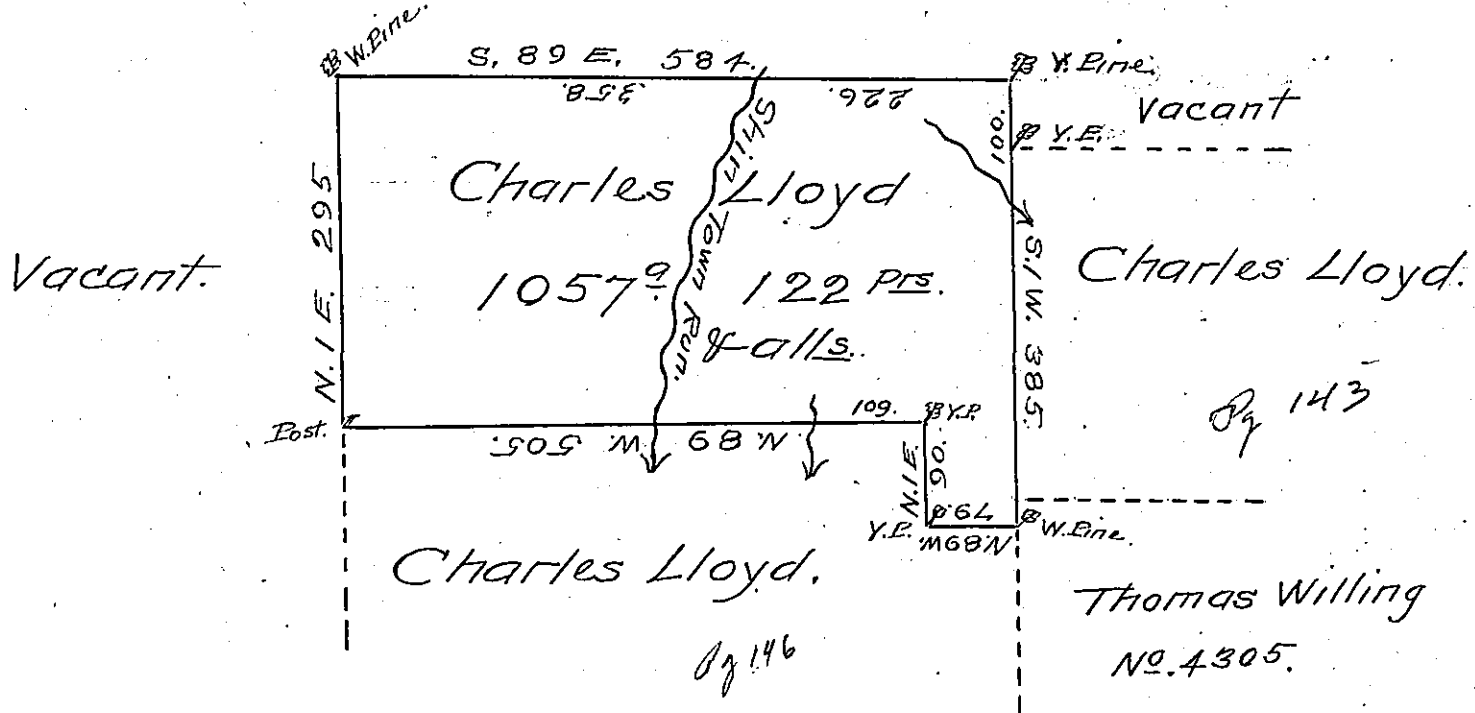 W. Pine.
S. 89 E. 584.
Y. Pine.
358.
226.
Vacant
100.
Y.P.
Shin Town Run.
Charles Lloyd
N. 1 E. 295
Vacant.
1057 a. 122 Prs.
& alls.
S. 1 W. 385.
Charles Lloyd.
Pg 143
109.
Y.P.
Post.
N. 89 W. 505.
N. 1 E. 90.
79.
Y.P.
N89W.
W. Pine.
Charles Lloyd.
Thomas Willing
No. 4305.
Pg 146